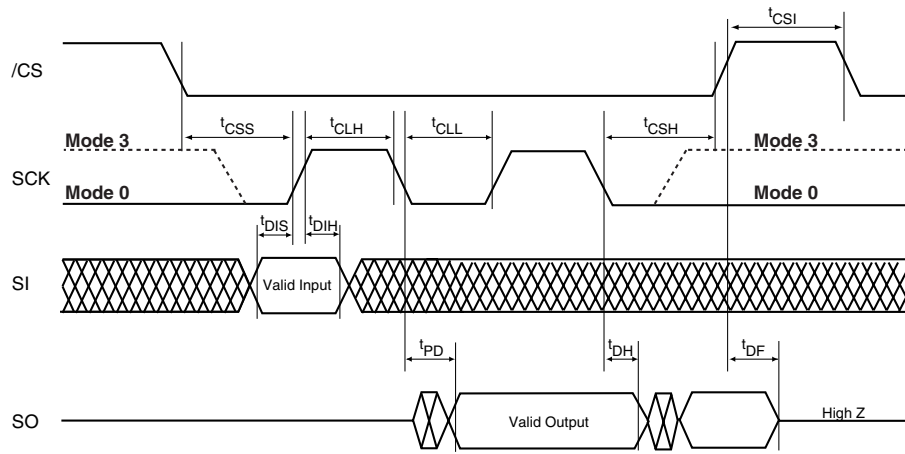 tCSI
/CS
tCSS tCLH tCLL tCSH
Mode 3 Mode 3
SCK
Mode 0 Mode 0
tDIS tDIH
SI Valid Input
tPD tDH tDF
SO Valid Output High Z